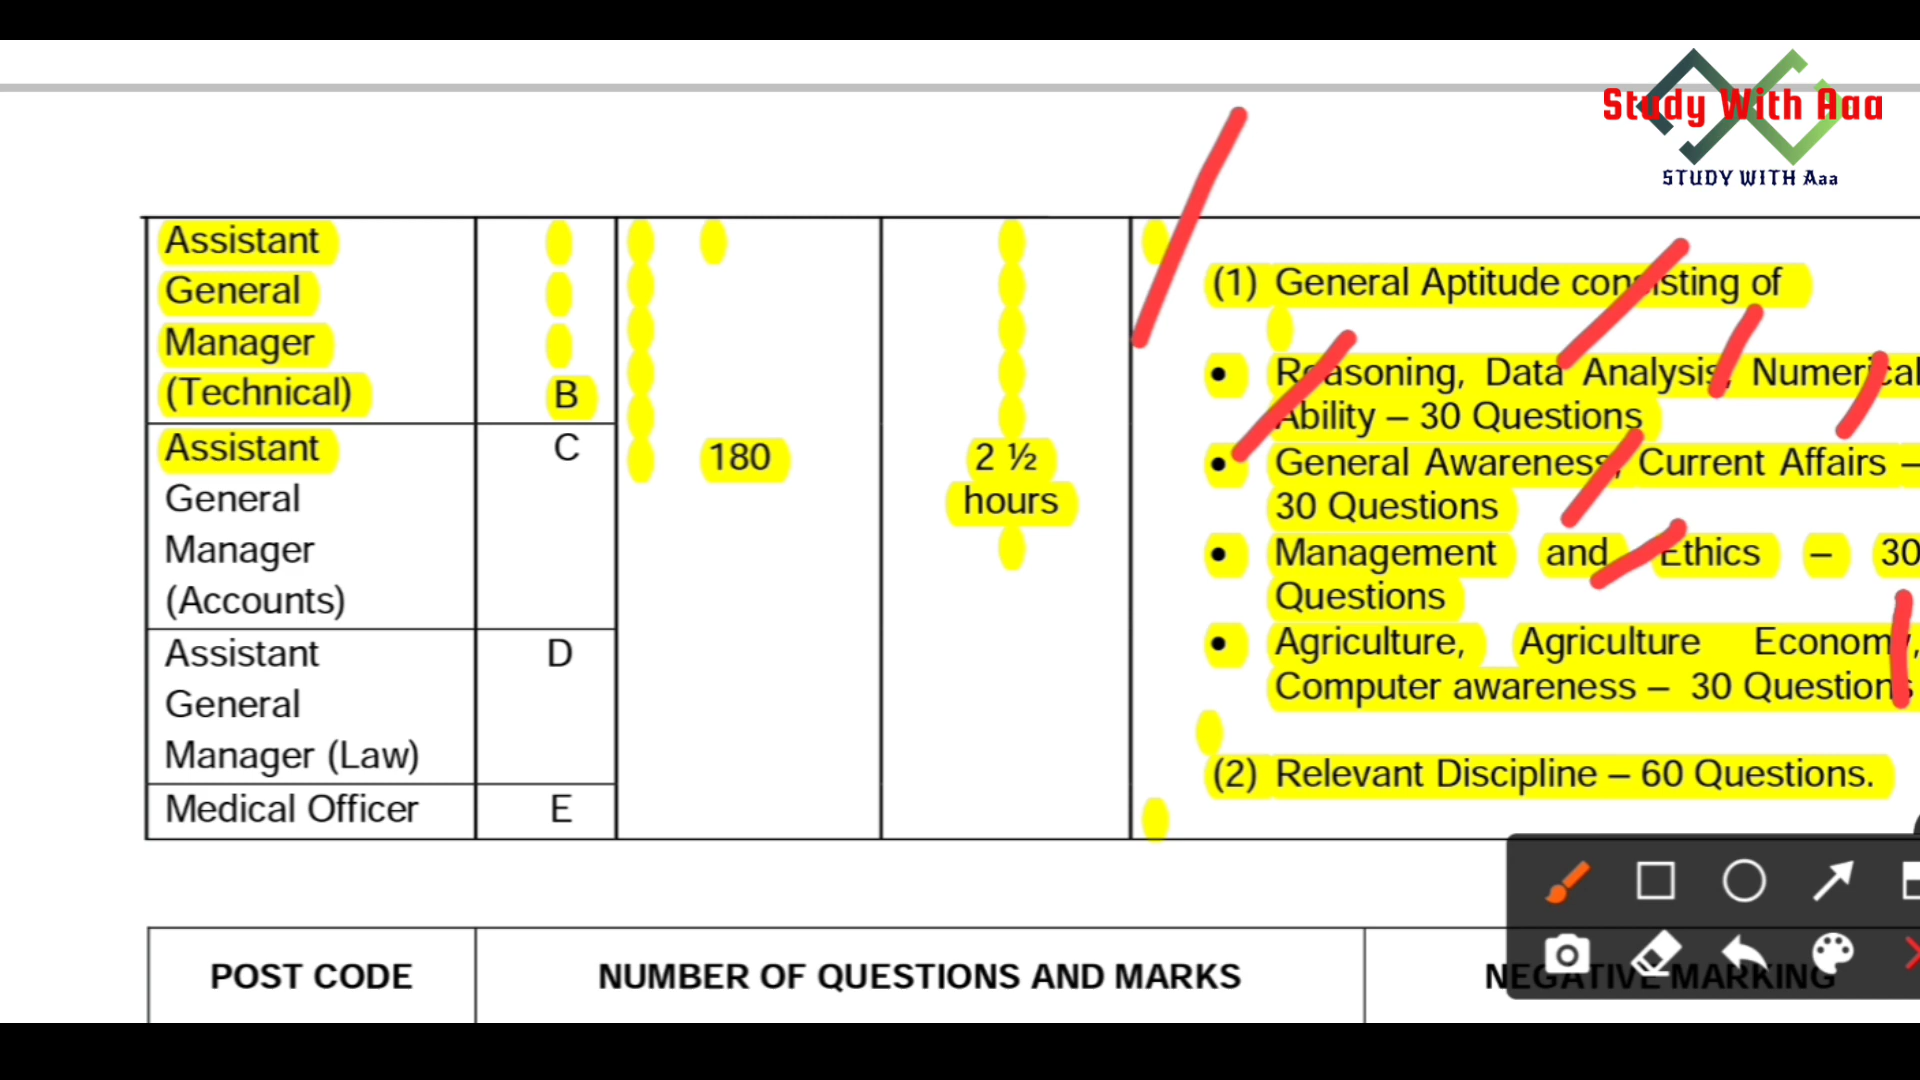 Study With Aaa
STUDY WITH Aaa
Assistant
General
Manager
(Technical)
B
Assistant
General
Manager
(Accounts)
C
180
2 ½
hours
(1) General Aptitude consisting of
• Reasoning, Data Analysis, Numerical
Ability – 30 Questions
• General Awareness, Current Affairs –
30 Questions
• Management and Ethics – 30
Questions
• Agriculture, Agriculture Economy,
Computer awareness – 30 Questions
(2) Relevant Discipline – 60 Questions.
Assistant
General
Manager (Law)
D
Medical Officer
E
POST CODE
NUMBER OF QUESTIONS AND MARKS
NEGATIVE MARKING